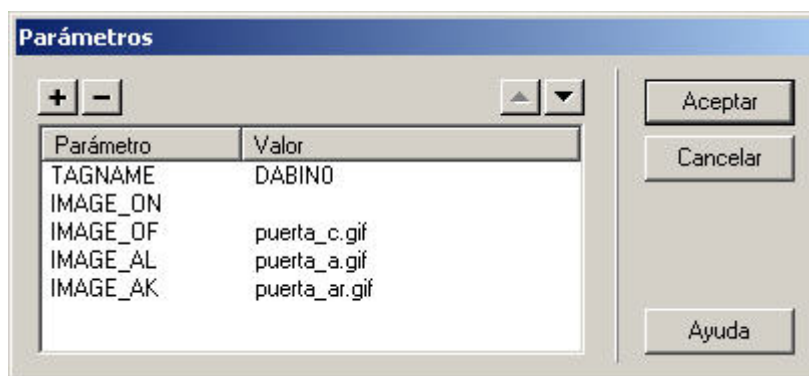 Parámetros
+ −
Aceptar
Cancelar
Parámetro Valor
TAGNAME DABIN0
IMAGE_ON
IMAGE_OF puerta_c.gif
IMAGE_AL puerta_a.gif
IMAGE_AK puerta_ar.gif
Ayuda